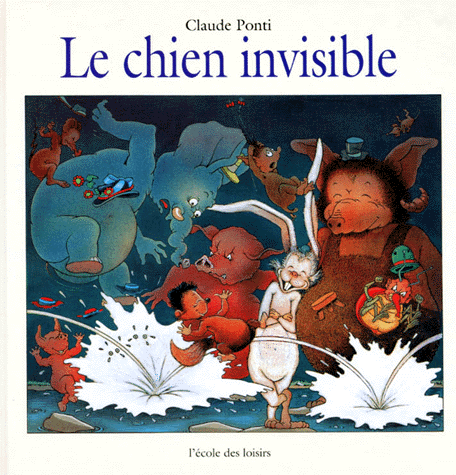 Claude Ponti
Le chien invisible
l'école des loisirs